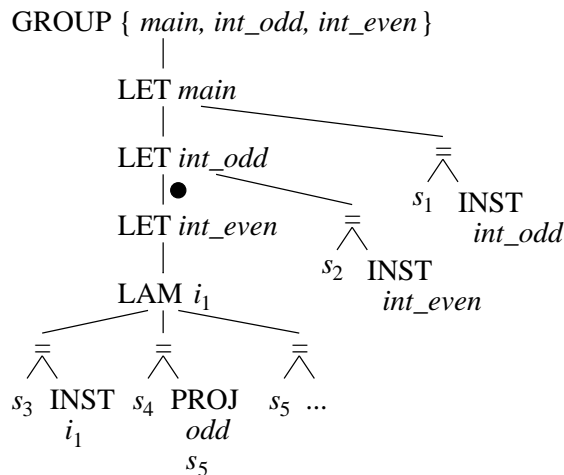 GROUP { main, int_odd, int_even }
LET main
LET int_odd
=
s₁ INST
int_odd
LET int_even
=
s₂ INST
int_even
LAM i₁
= = =
s₃ INST s₄ PROJ s₅ ...
i₁ odd
s₅